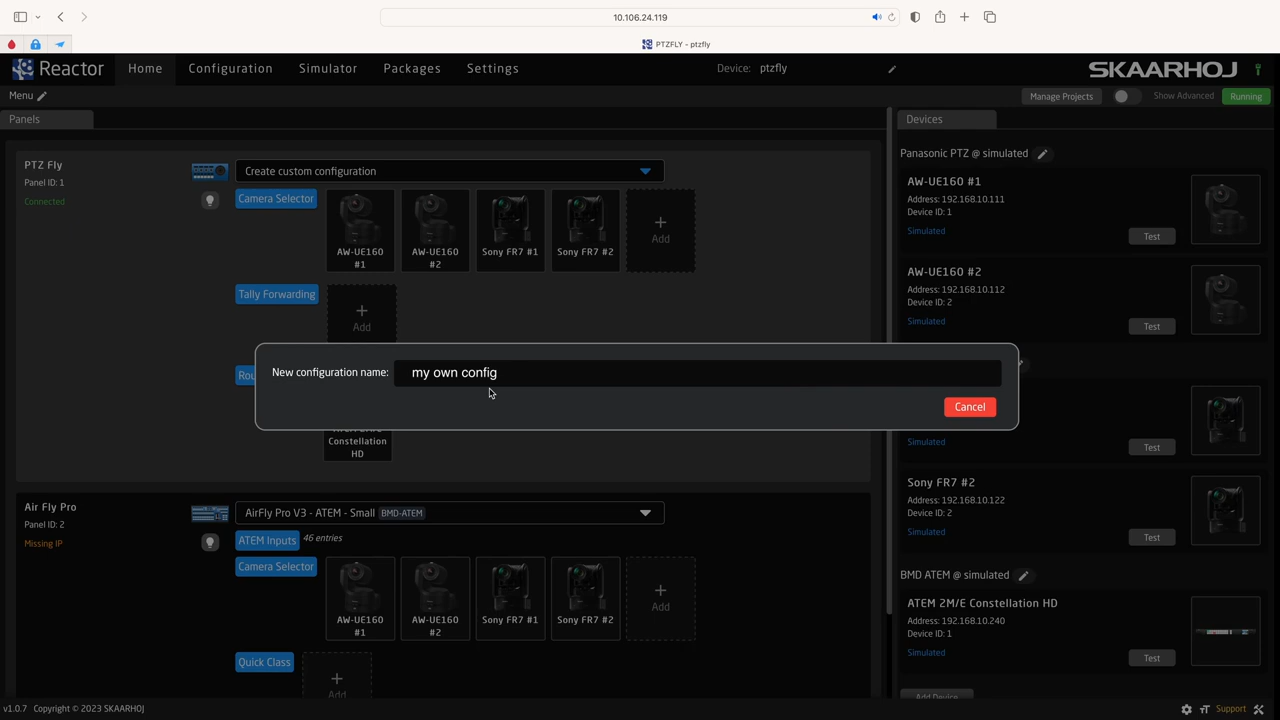 10.106.24.119
PTZFLY - ptzfly
Reactor
Home
Configuration
Simulator
Packages
Settings
Device: ptzfly
SKAARHOJ
Menu
Manage Projects
Show Advanced
Running
Panels
PTZ Fly
Panel ID: 1
Connected
Create custom configuration
Camera Selector
AW-UE160
#1
AW-UE160
#2
Sony FR7 #1
Sony FR7 #2
Add
Tally Forwarding
Add
New configuration name: my own config
Cancel
Constellation
HD
Air Fly Pro
Panel ID: 2
Missing IP
AirFly Pro V3 - ATEM - Small BMD-ATEM
ATEM Inputs 46 entries
Camera Selector
AW-UE160
#1
AW-UE160
#2
Sony FR7 #1
Sony FR7 #2
Add
Quick Class
Add
Devices
Panasonic PTZ @ simulated
AW-UE160 #1
Address: 192.168.10.111
Device ID: 1
Simulated
Test
AW-UE160 #2
Address: 192.168.10.112
Device ID: 2
Simulated
Test
Simulated
Test
Sony FR7 #2
Address: 192.168.10.122
Device ID: 2
Simulated
Test
BMD ATEM @ simulated
ATEM 2M/E Constellation HD
Address: 192.168.10.240
Device ID: 1
Simulated
Test
Add Device
v1.0.7 Copyright © 2023 SKAARHOJ
Support